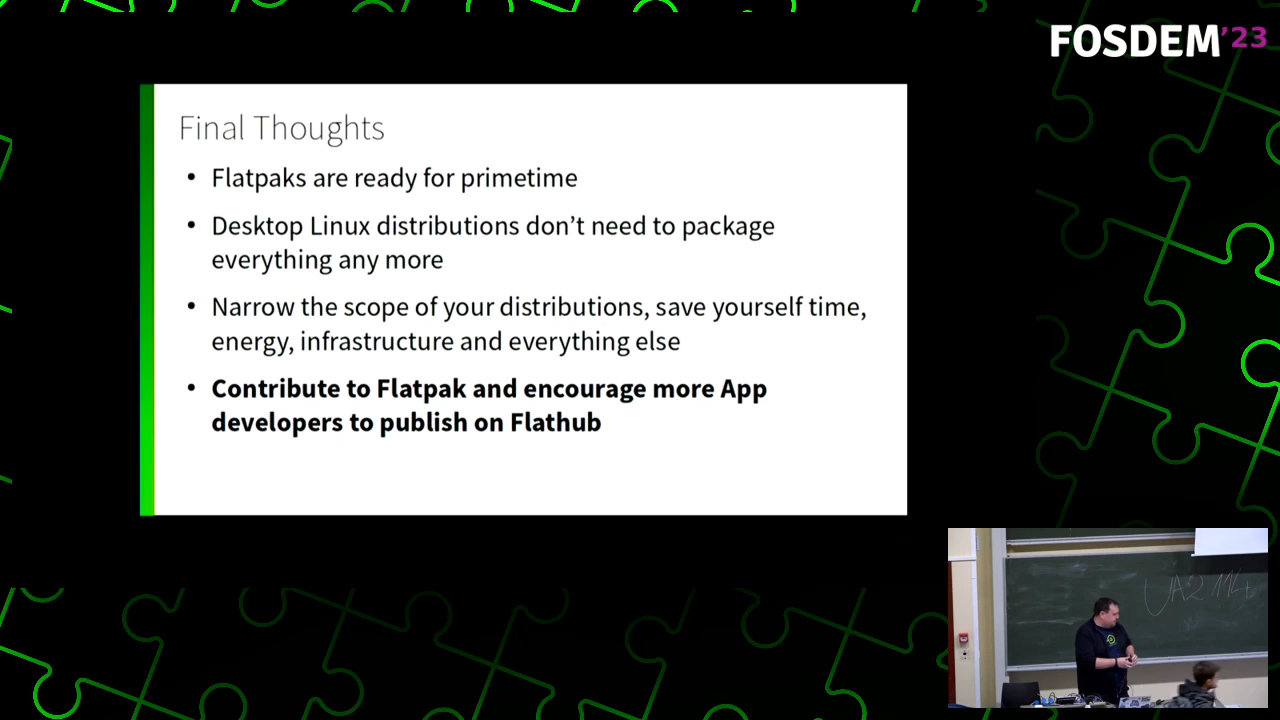 FOSDEM'23
Final Thoughts
• Flatpaks are ready for primetime
• Desktop Linux distributions don’t need to package
everything any more
• Narrow the scope of your distributions, save yourself time,
energy, infrastructure and everything else
• Contribute to Flatpak and encourage more App
developers to publish on Flathub
UA2 114